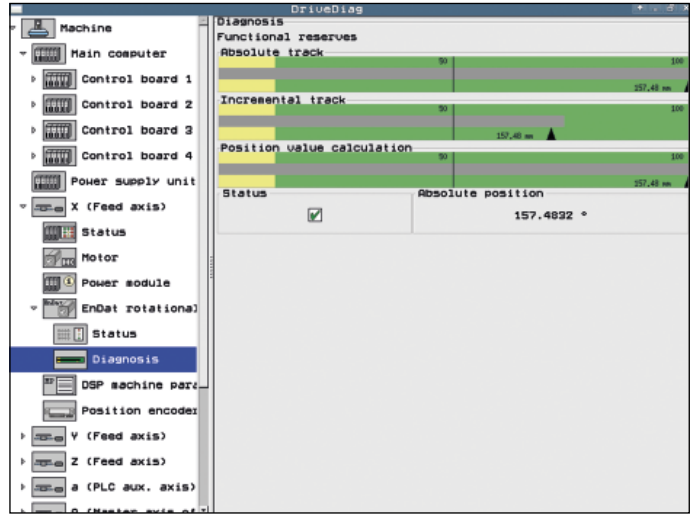 DriveDiag
Machine
Main computer
Control board 1
Control board 2
Control board 3
Control board 4
Power supply unit
X (Feed axis)
Status
Motor
Power module
EnDat rotational
Status
Diagnosis
DSP machine para
Position encoder
Y (Feed axis)
Z (Feed axis)
a (PLC aux. axis)
Diagnosis
Functional reserves
Absolute track
50
100
157.48 mm
Incremental track
50
100
157.48 mm
Position value calculation
50
100
157.48 mm
Status
Absolute position
157.4832 °